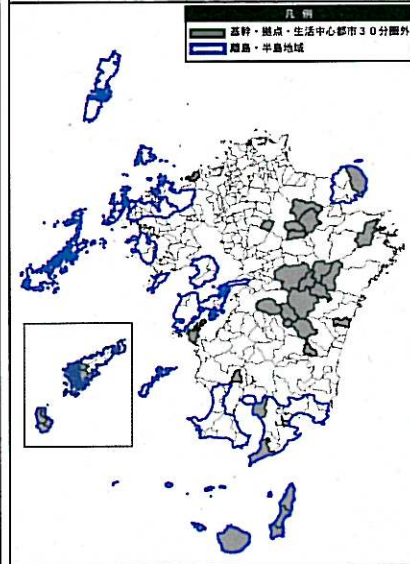 凡例
基幹・拠点・生活中心都市30分圏外
離島・半島地域